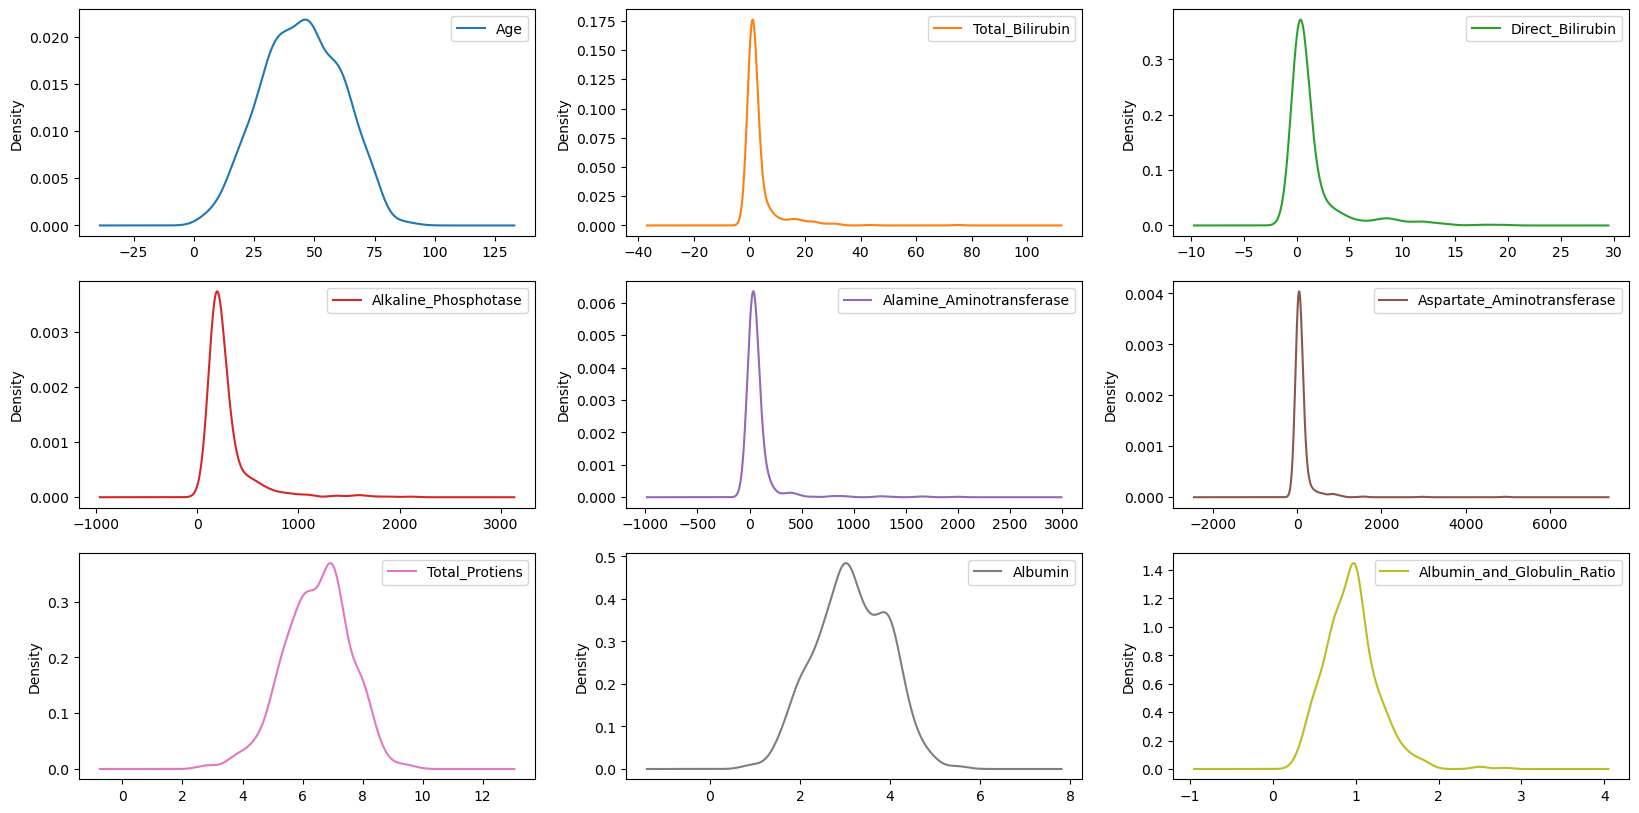 Age
Density
0.020
0.015
0.010
0.005
0.000
−25 0 25 50 75 100 125
Total_Bilirubin
Density
0.175
0.150
0.125
0.100
0.075
0.050
0.025
0.000
−40 −20 0 20 40 60 80 100
Direct_Bilirubin
Density
0.3
0.2
0.1
0.0
−10 −5 0 5 10 15 20 25 30
Alkaline_Phosphotase
Density
0.003
0.002
0.001
0.000
−1000 0 1000 2000 3000
Alamine_Aminotransferase
Density
0.006
0.005
0.004
0.003
0.002
0.001
0.000
−1000 −500 0 500 1000 1500 2000 2500 3000
Aspartate_Aminotransferase
Density
0.004
0.003
0.002
0.001
0.000
−2000 0 2000 4000 6000
Total_Protiens
Density
0.3
0.2
0.1
0.0
0 2 4 6 8 10 12
Albumin
Density
0.5
0.4
0.3
0.2
0.1
0.0
0 2 4 6 8
Albumin_and_Globulin_Ratio
Density
1.4
1.2
1.0
0.8
0.6
0.4
0.2
0.0
−1 0 1 2 3 4